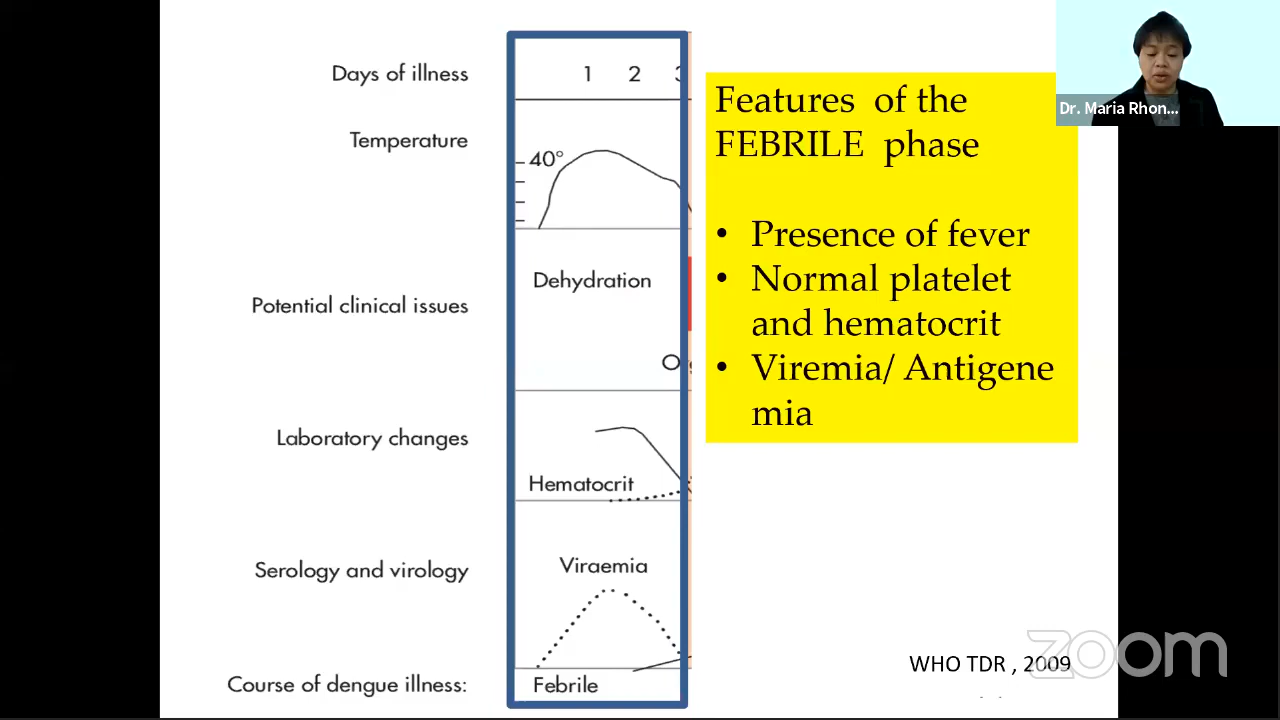 Days of illness
1 2 3
Temperature
40°
Potential clinical issues
Dehydration
Laboratory changes
Hematocrit
Serology and virology
Viraemia
Course of dengue illness:
Febrile
Features of the
FEBRILE phase
• Presence of fever
• Normal platelet
and hematocrit
• Viremia/ Antigene
mia
WHO TDR , 2009
zoom
Dr. Maria Rhon...